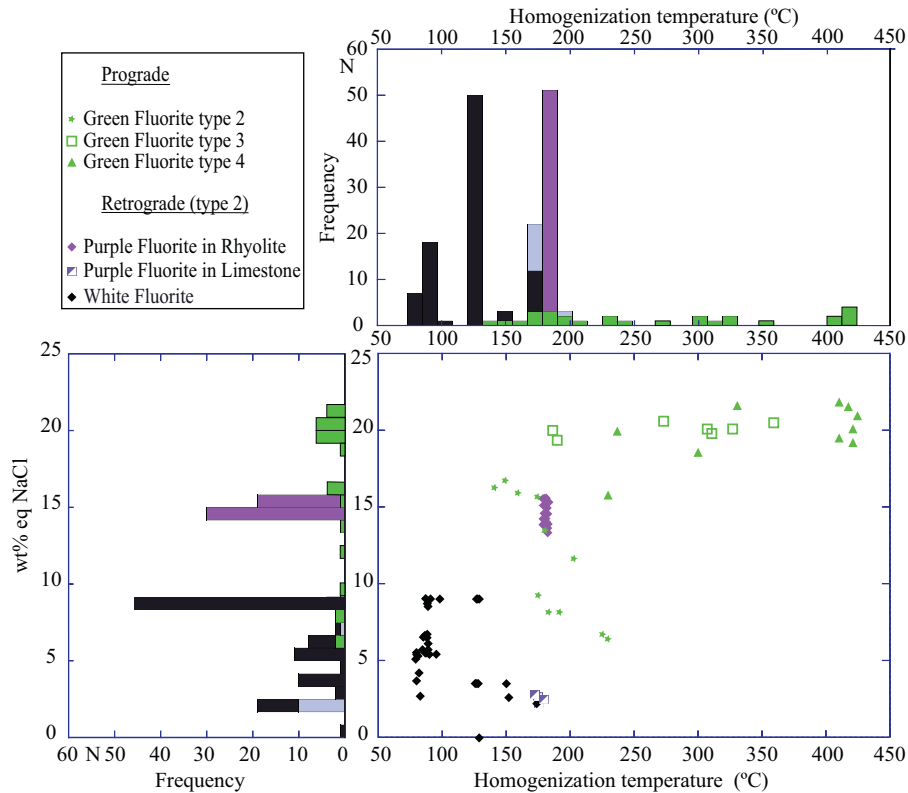 Homogenization temperature (ºC)
50 100 150 200 250 300 350 400 450
Prograde
Green Fluorite type 2
Green Fluorite type 3
Green Fluorite type 4
Retrograde (type 2)
Purple Fluorite in Rhyolite
Purple Fluorite in Limestone
White Fluorite
60
N
50
40
30
20
10
0
Frequency
50 100 150 200 250 300 350 400 450
25
20
15
10
5
0
wt% eq NaCl
60 N 50 40 30 20 10 0
Frequency
25
20
15
10
5
0
50 100 150 200 250 300 350 400 450
Homogenization temperature (ºC)